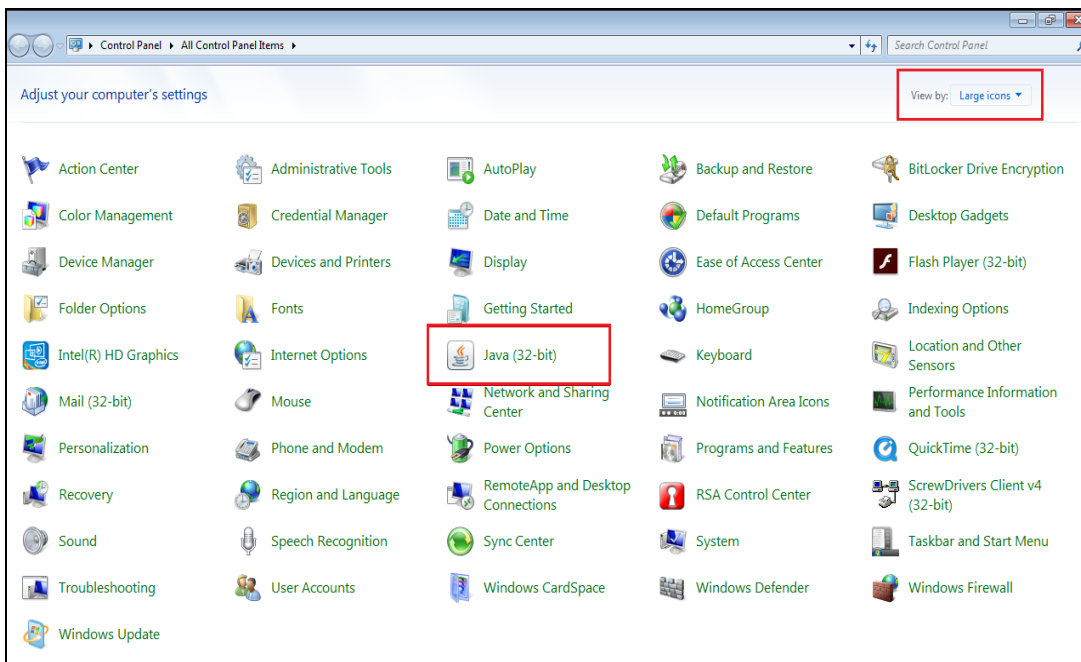 Control Panel All Control Panel Items Search Control Panel
Adjust your computer's settings View by: Large icons
Action Center Administrative Tools AutoPlay Backup and Restore BitLocker Drive Encryption
Color Management Credential Manager Date and Time Default Programs Desktop Gadgets
Device Manager Devices and Printers Display Ease of Access Center Flash Player (32-bit)
Folder Options Fonts Getting Started HomeGroup Indexing Options
Intel(R) HD Graphics Internet Options Java (32-bit) Keyboard Location and Other
Sensors
Mail (32-bit) Mouse Network and Sharing Notification Area Icons Performance Information
Center and Tools
Personalization Phone and Modem Power Options Programs and Features QuickTime (32-bit)
Recovery Region and Language RemoteApp and Desktop RSA Control Center ScrewDrivers Client v4
Connections (32-bit)
Sound Speech Recognition Sync Center System Taskbar and Start Menu
Troubleshooting User Accounts Windows CardSpace Windows Defender Windows Firewall
Windows Update